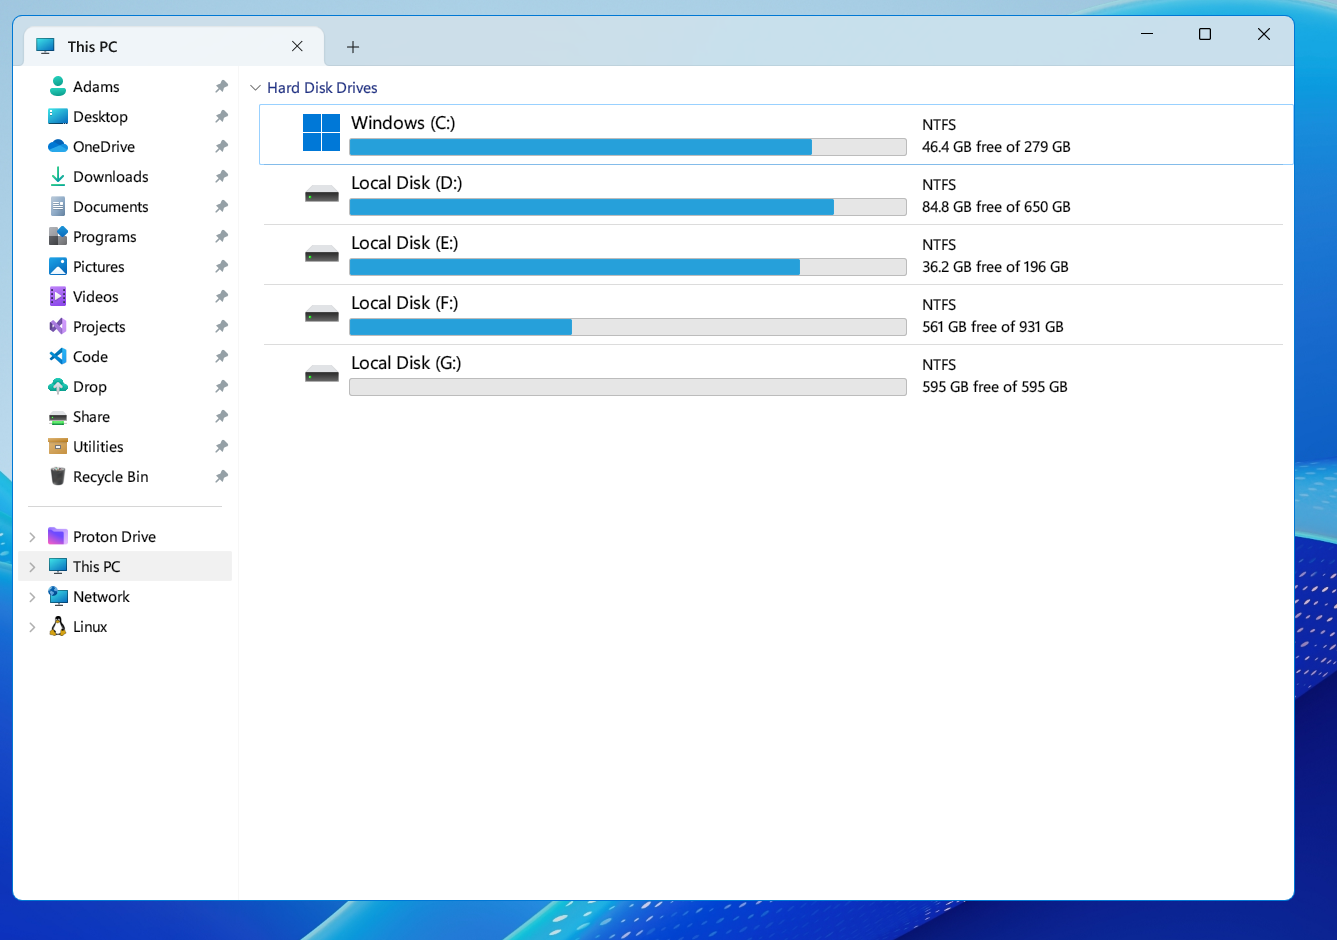 This PC
Adams
Desktop
OneDrive
Downloads
Documents
Programs
Pictures
Videos
Projects
Code
Drop
Share
Utilities
Recycle Bin
Proton Drive
This PC
Network
Linux
Hard Disk Drives
Windows (C:)
NTFS
46.4 GB free of 279 GB
Local Disk (D:)
NTFS
84.8 GB free of 650 GB
Local Disk (E:)
NTFS
36.2 GB free of 196 GB
Local Disk (F:)
NTFS
561 GB free of 931 GB
Local Disk (G:)
NTFS
595 GB free of 595 GB